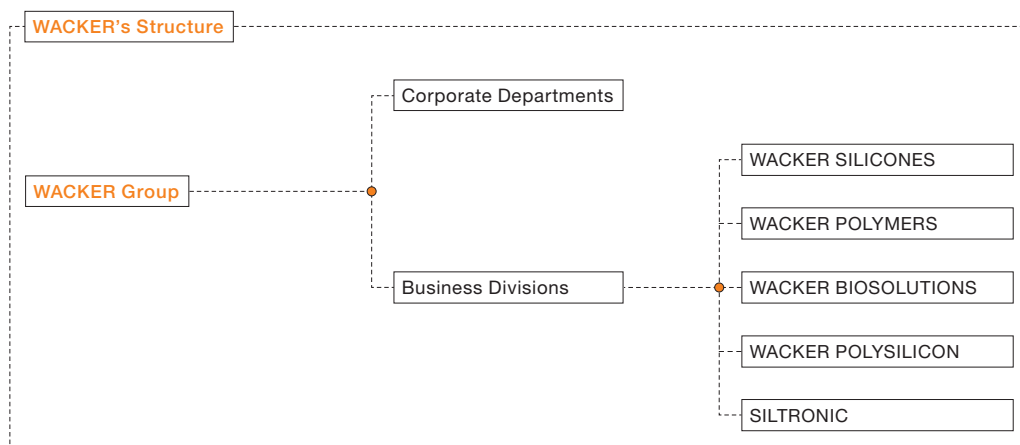 WACKER’s Structure
Corporate Departments
WACKER Group
Business Divisions
WACKER SILICONES
WACKER POLYMERS
WACKER BIOSOLUTIONS
WACKER POLYSILICON
SILTRONIC